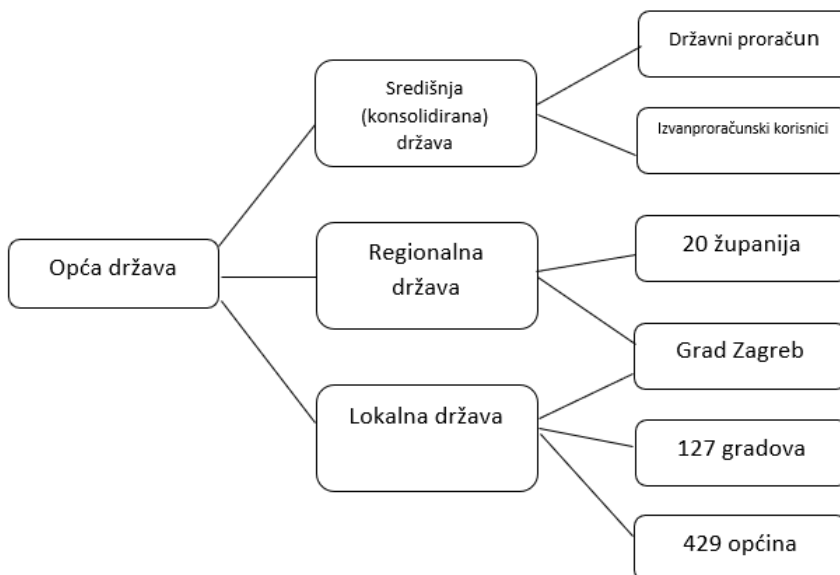 Državni proračun
Središnja
(konsolidirana)
država
Izvanproračunski korisnici
Regionalna
država
20 županija
Opća država
Grad Zagreb
Lokalna država
127 gradova
429 općina